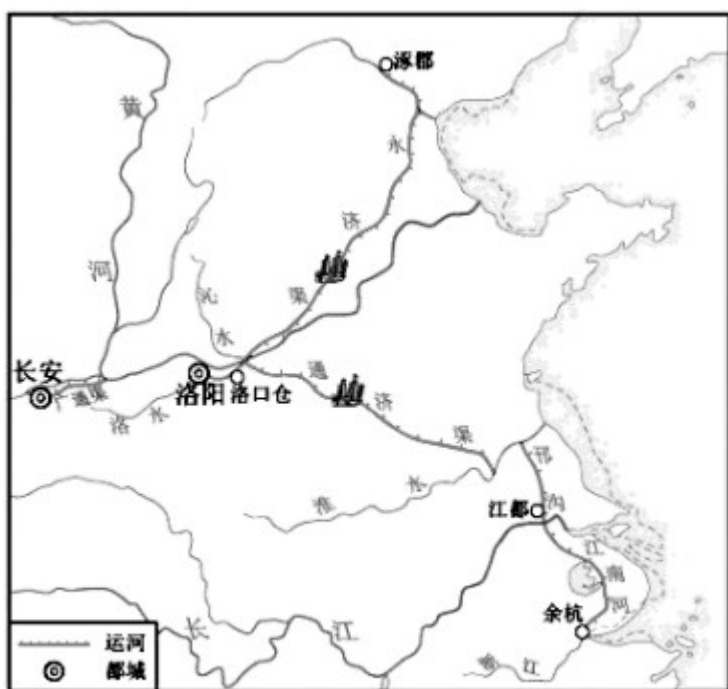 涿郡
黄
河
永
济
渠
沁
水
长安
广通渠
洛水
洛阳
洛口仓
通
济
渠
淮
水
邗
沟
江都
江
南
河
余杭
长
江
江
运河
都城